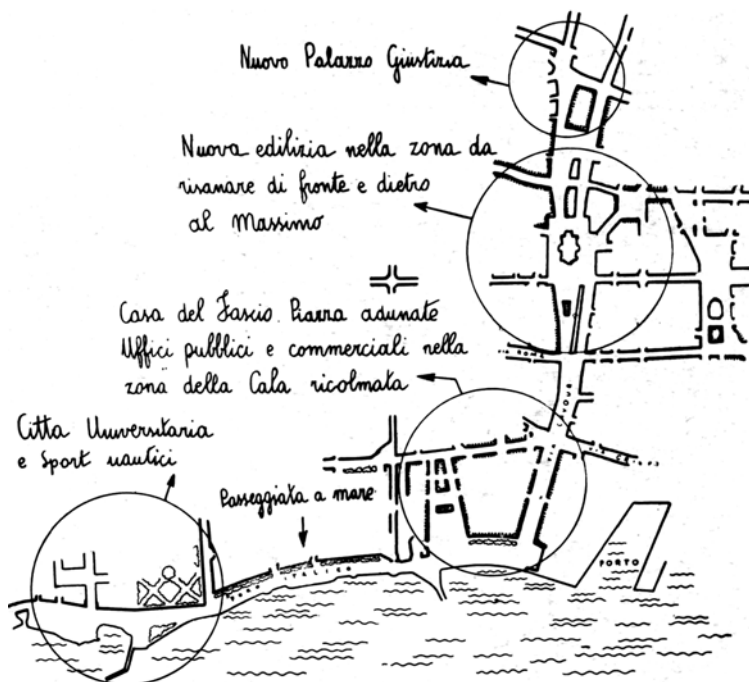 Nuovo Palazzo Giustizia
Nuova edilizia nella zona da
risanare di fronte e dietro
al Massimo
Casa del Fascio. Piazza adunate
Uffici pubblici e commerciali nella
zona della Cala ricolmata
Citta Universitaria
e Sport nautici
Passeggiata a mare
PORTO